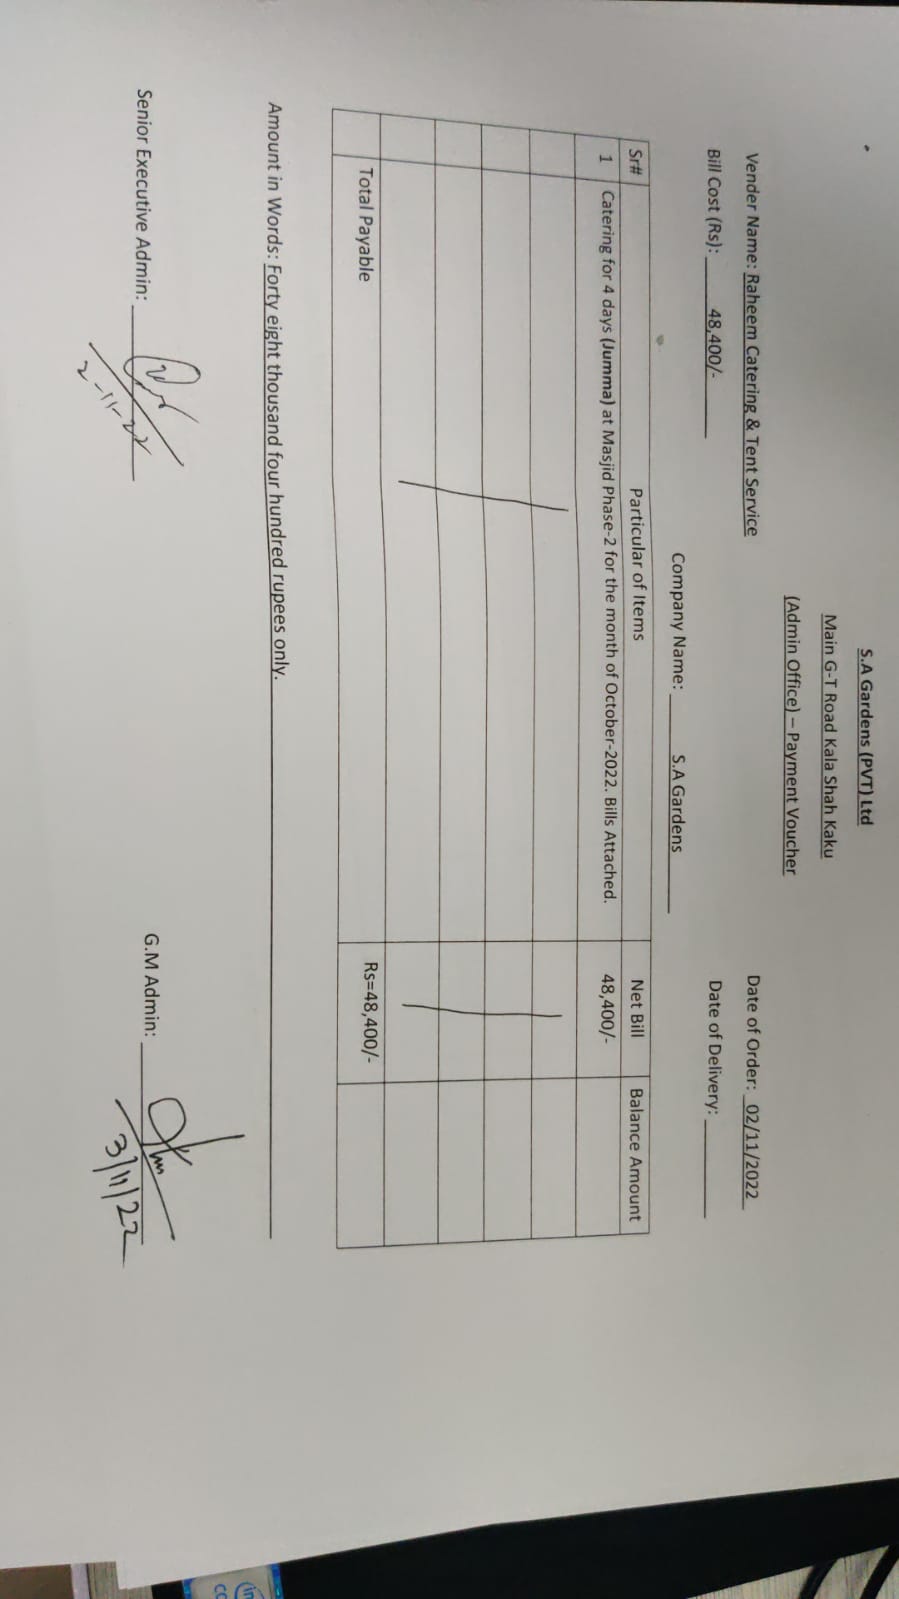 S.A Gardens (PVT) Ltd
Main G-T Road Kala Shah Kaku
(Admin Office) – Payment Voucher
Vender Name: Raheem Catering & Tent Service Date of Order: 02/11/2022
Bill Cost (Rs): 48,400/- Date of Delivery:
Company Name: S.A Gardens
Sr# Particular of Items Net Bill Balance Amount
1 Catering for 4 days (Jumma) at Masjid Phase-2 for the month of October-2022. Bills Attached. 48,400/-
Total Payable Rs=48,400/-
Amount in Words: Forty eight thousand four hundred rupees only.
Senior Executive Admin: G.M Admin:
2-11-22 3/11/22